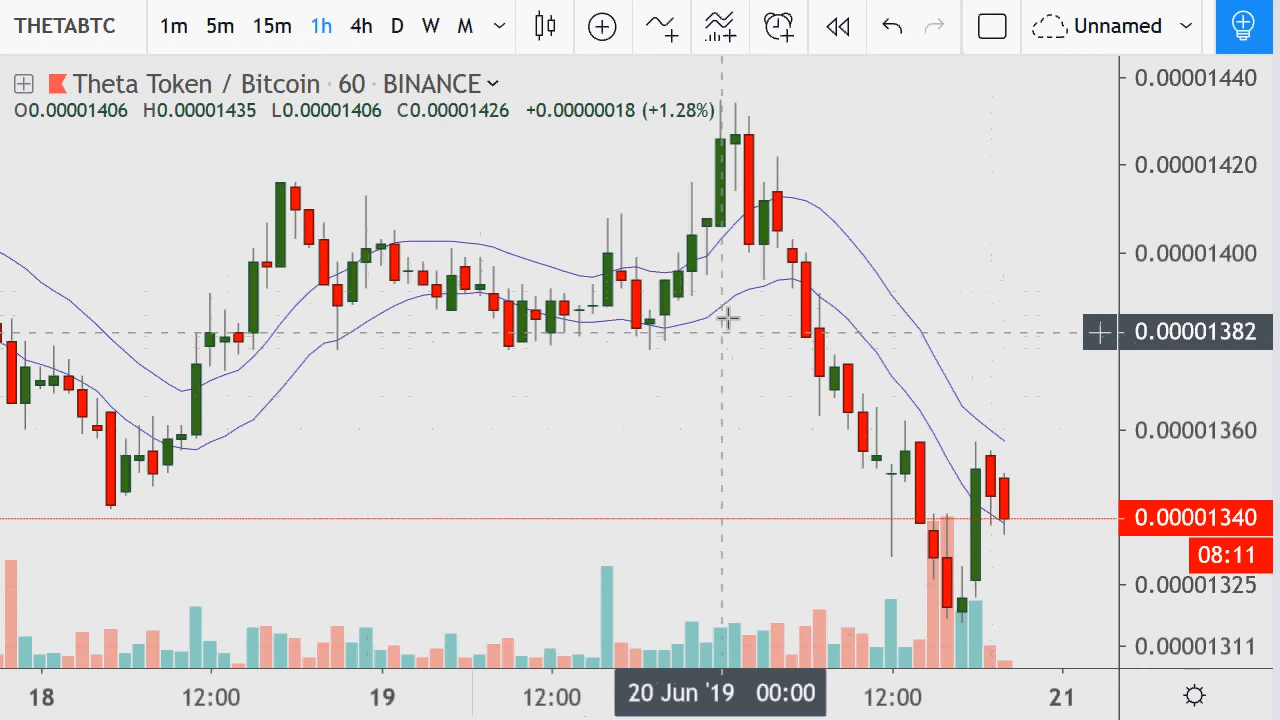 THETABTC 1m 5m 15m 1h 4h D W M Unnamed
Theta Token / Bitcoin · 60 · BINANCE
O0.00001406 H0.00001435 L0.00001406 C0.00001426 +0.00000018 (+1.28%)
0.00001440
0.00001420
0.00001400
0.00001382
0.00001360
0.00001340
08:11
0.00001325
0.00001311
18 12:00 19 12:00 20 Jun '19 00:00 12:00 21